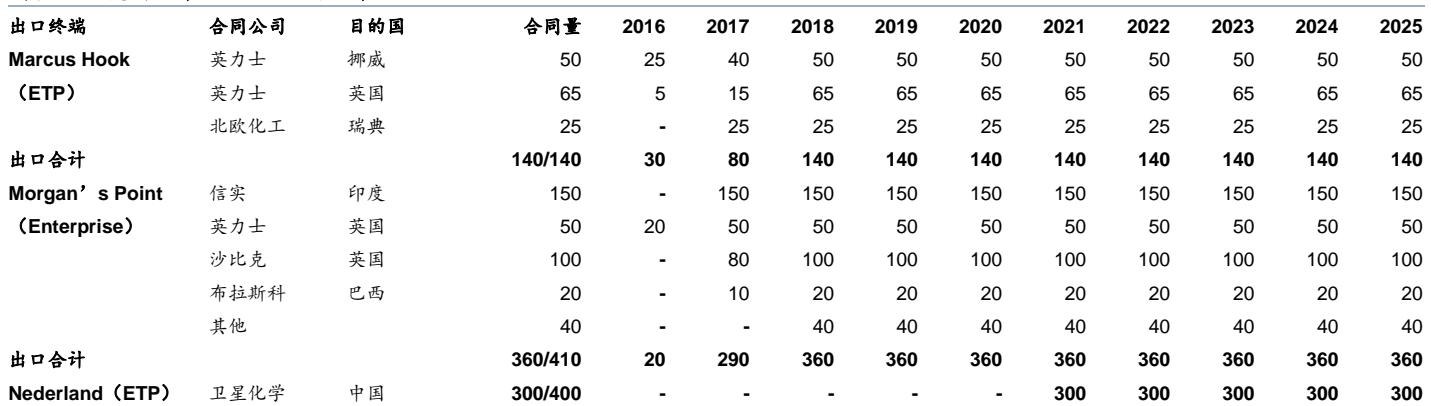 出口终端 合同公司 目的国 合同量 2016 2017 2018 2019 2020 2021 2022 2023 2024 2025
Marcus Hook 英力士 挪威 50 25 40 50 50 50 50 50 50 50 50
（ETP） 英力士 英国 65 5 15 65 65 65 65 65 65 65 65
北欧化工 瑞典 25 - 25 25 25 25 25 25 25 25 25
出口合计 140/140 30 80 140 140 140 140 140 140 140 140
Morgan’s Point 信实 印度 150 - 150 150 150 150 150 150 150 150 150
（Enterprise） 英力士 英国 50 20 50 50 50 50 50 50 50 50 50
沙比克 英国 100 - 80 100 100 100 100 100 100 100 100
布拉斯科 巴西 20 - 10 20 20 20 20 20 20 20 20
其他 40 - - 40 40 40 40 40 40 40 40
出口合计 360/410 20 290 360 360 360 360 360 360 360 360
Nederland（ETP） 卫星化学 中国 300/400 - - - - - 300 300 300 300 300